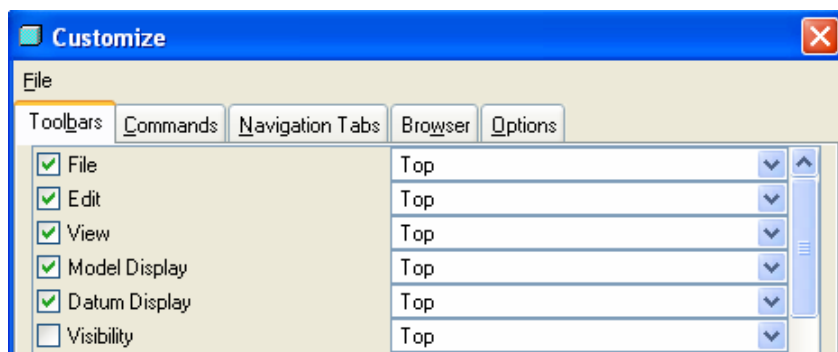 Customize
File
Toolbars Commands Navigation Tabs Browser Options
File Top
Edit Top
View Top
Model Display Top
Datum Display Top
Visibility Top